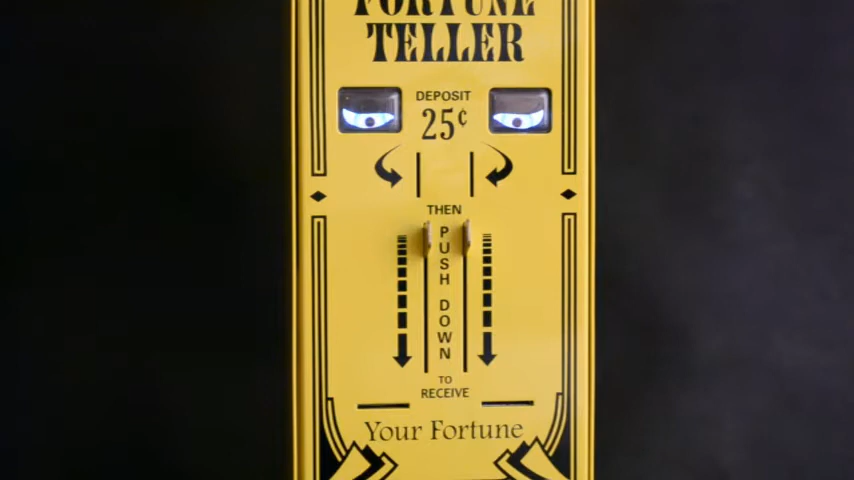 FORTUNE
TELLER
DEPOSIT
25¢
THEN
PUSH
DOWN
TO
RECEIVE
Your Fortune